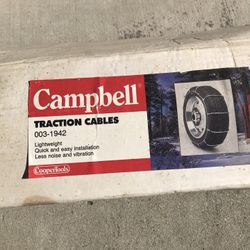 Campbell®
TRACTION CABLES
003-1942
Lightweight
Quick and easy installation
Less noise and vibration
CooperTools